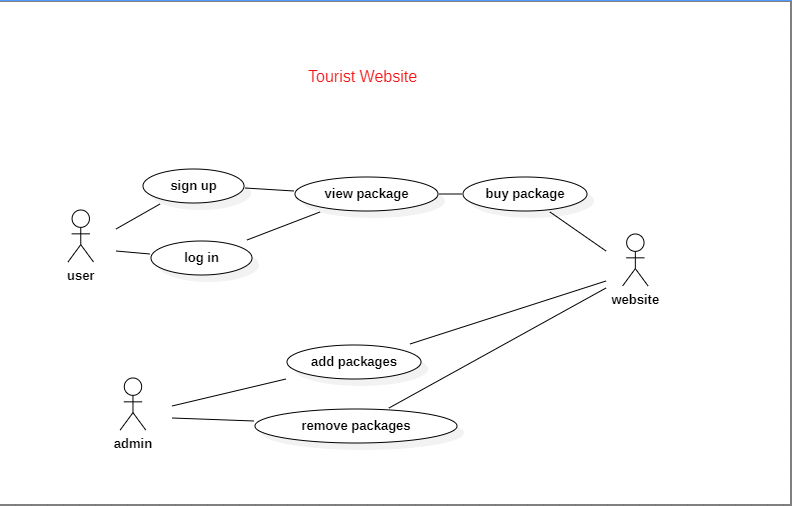 Tourist Website
sign up
view package
buy package
user
log in
website
add packages
admin
remove packages